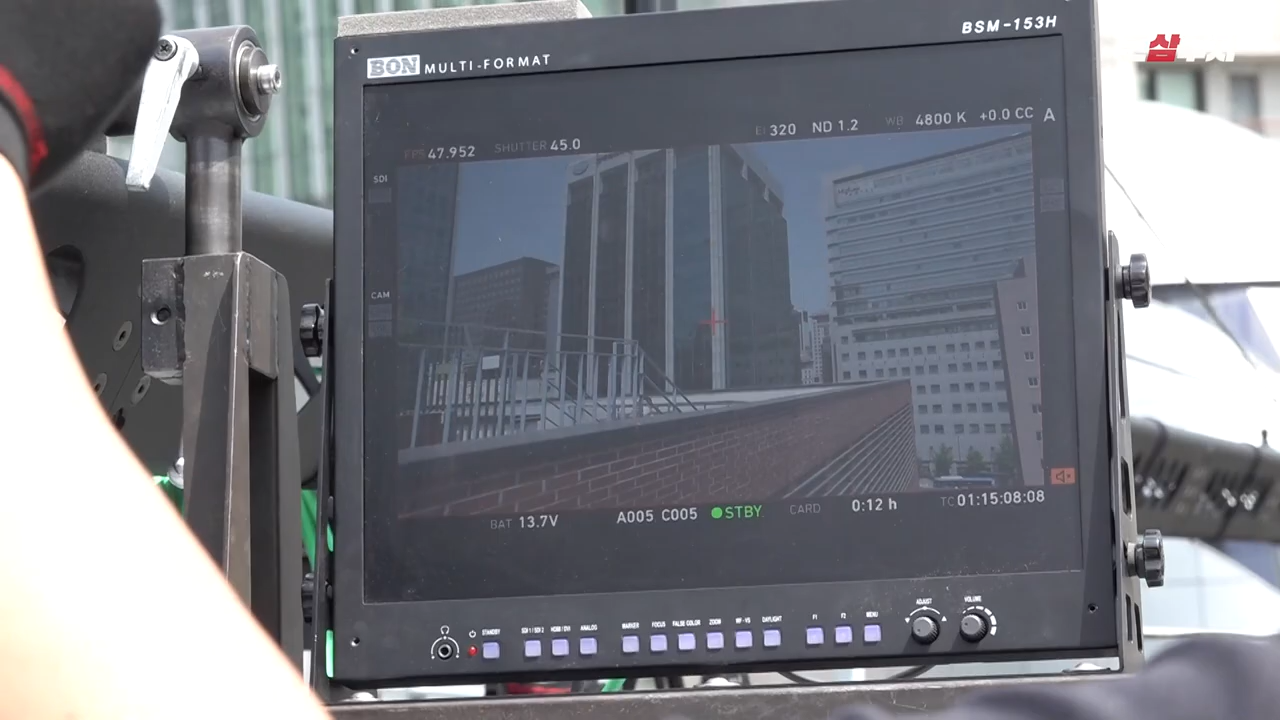 삼부자
BON MULTI-FORMAT
BSM-153H
EI 320 ND 1.2 WB 4800 K +0.0 CC A
FPS 47.952 SHUTTER 45.0
SDI
CAM
BAT 13.7V A005 C005 STBY CARD 0:12 h TC 01:15:08:08
ADJUST VOLUME
STANDBY SDI 1 / SDI 2 HDMI / DVI ANALOG MARKER FOCUS FALSE COLOR ZOOM WF-VS DAYLIGHT F1 F2 MENU